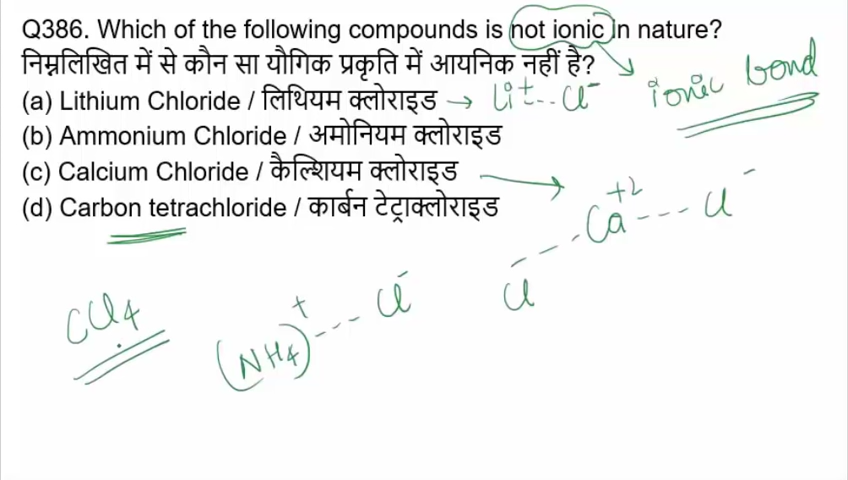 Q386. Which of the following compounds is not ionic in nature?
निम्नलिखित में से कौन सा यौगिक प्रकृति में आयनिक नहीं है?
(a) Lithium Chloride / लिथियम क्लोराइड → Li+---Cl-
ionic bond
(b) Ammonium Chloride / अमोनियम क्लोराइड
(c) Calcium Chloride / कैल्शियम क्लोराइड
(d) Carbon tetrachloride / कार्बन टेट्राक्लोराइड
Cl ---Ca+2---Cl-
CCl4
(NH4)+---Cl-